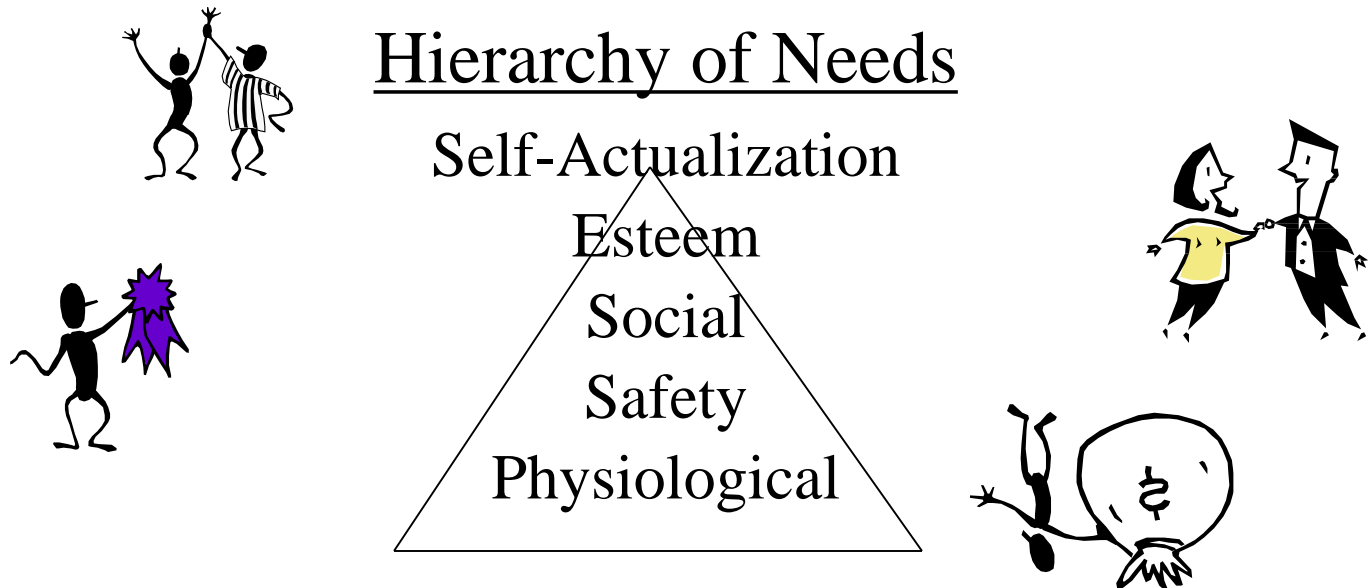 Hierarchy of Needs
Self-Actualization
Esteem
Social
Safety
Physiological
$